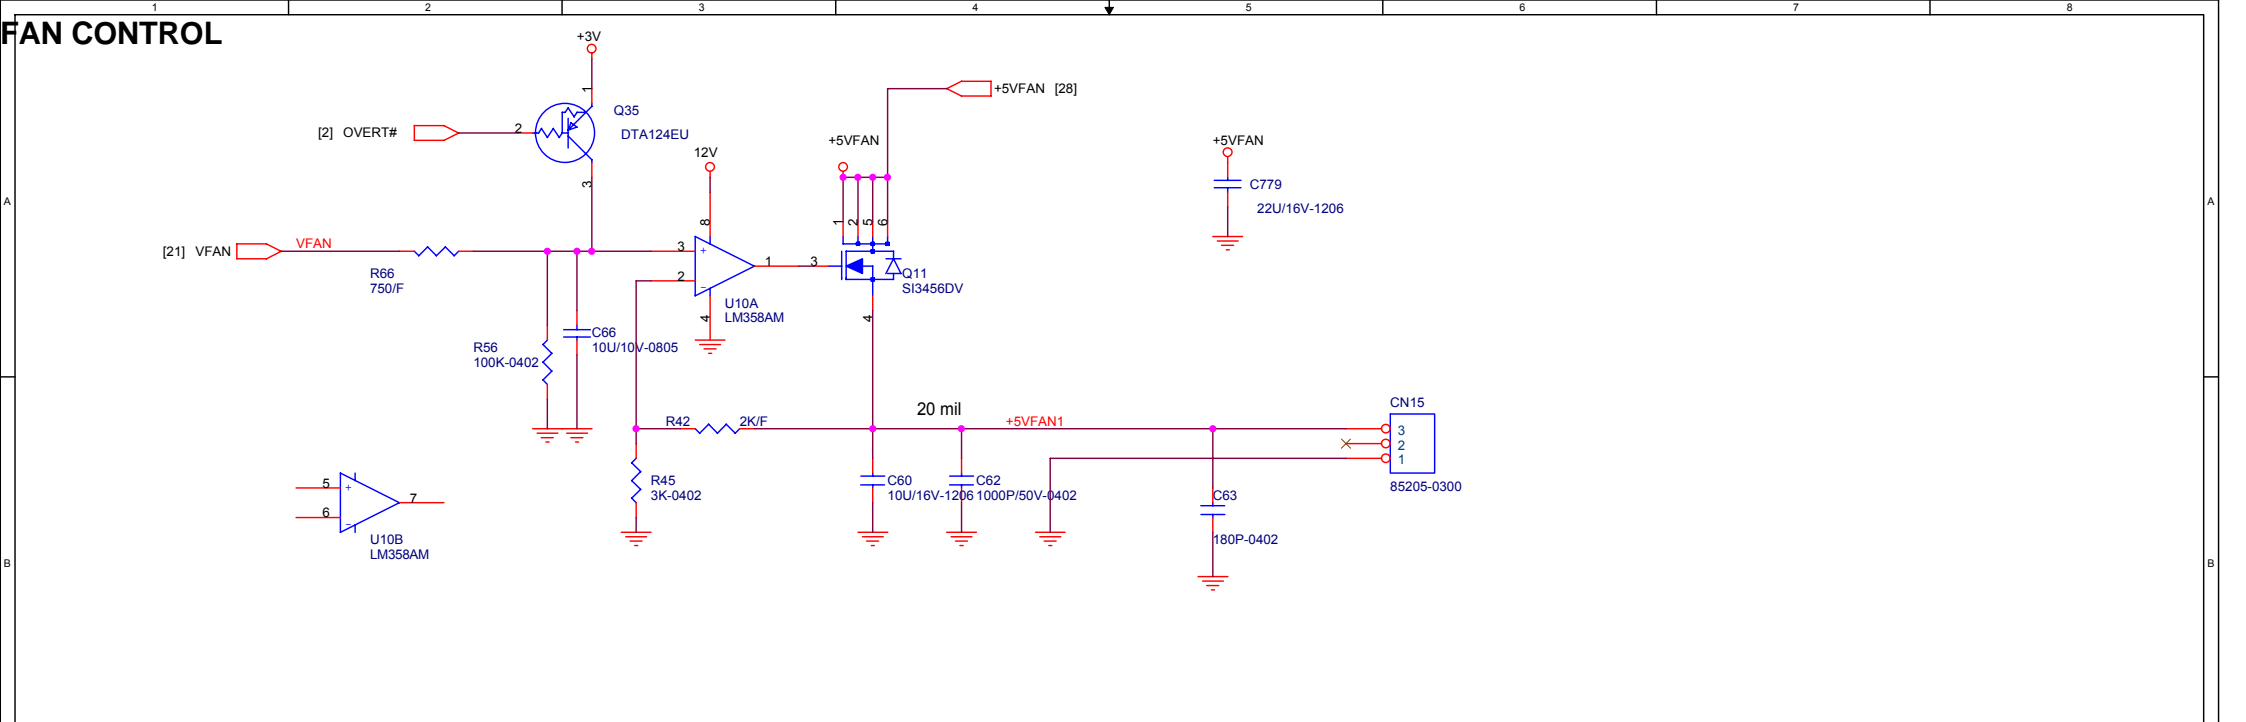 1 2 3 4 5 6 7 8
FAN CONTROL
+3V
1
Q35
DTA124EU
[2] OVERT#
2
3
+5VFAN [28]
+5VFAN
12V
+5VFAN
C779
22U/16V-1206
A
A
8
1 2 5 6
[21] VFAN
VFAN
R66
750/F
3
+
2
-
1
3
4
U10A
LM358AM
Q11
SI3456DV
4
R56
100K-0402
C66
10U/10V-0805
20 mil
R42
2K/F
+5VFAN1
CN15
3
2
1
85205-0300
R45
3K-0402
C60
10U/16V-1206
C62
1000P/50V-0402
C63
180P-0402
5
+
6
-
7
U10B
LM358AM
B
B